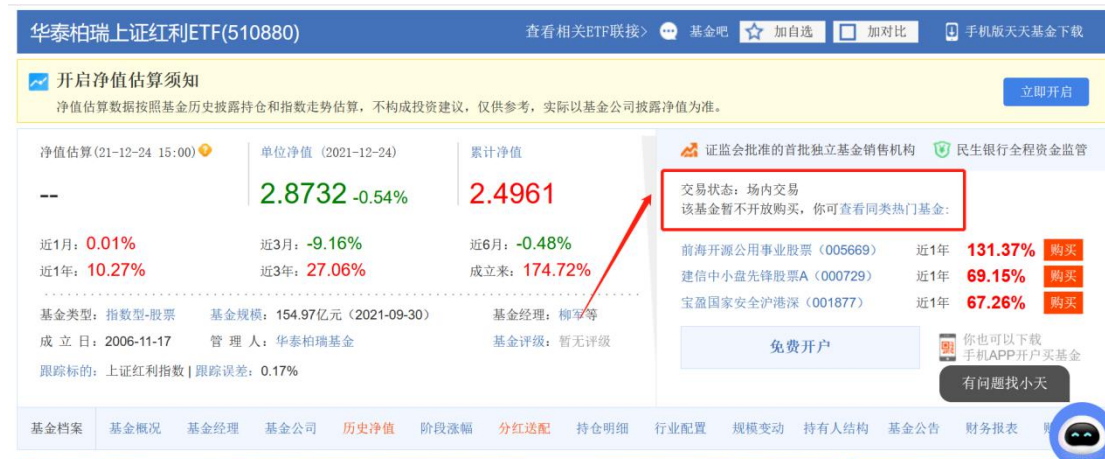 华泰柏瑞上证红利ETF(510880) 查看相关ETF联接> 基金吧 加自选 加对比 手机版天天基金下载
开启净值估算须知
净值估算数据按照基金历史披露持仓和指数走势估算，不构成投资建议，仅供参考，实际以基金公司披露净值为准。
立即开启
净值估算(21-12-24 15:00) 单位净值 (2021-12-24) 累计净值
-- 2.8732 -0.54% 2.4961
近1月: 0.01% 近3月: -9.16% 近6月: -0.48%
近1年: 10.27% 近3年: 27.06% 成立来: 174.72%
基金类型: 指数型-股票 基金规模: 154.97亿元（2021-09-30） 基金经理: 柳军等
成 立 日: 2006-11-17 管 理 人: 华泰柏瑞基金 基金评级: 暂无评级
跟踪标的: 上证红利指数 | 跟踪误差: 0.17%
证监会批准的首批独立基金销售机构 民生银行全程资金监管
交易状态: 场内交易
该基金暂不开放购买，你可查看同类热门基金:
前海开源公用事业股票（005669） 近1年 131.37% 购买
建信中小盘先锋股票A（000729） 近1年 69.15% 购买
宝盈国家安全沪港深（001877） 近1年 67.26% 购买
免费开户
你也可以下载
手机APP开户买基金
有问题找小天
基金档案 基金概况 基金经理 基金公司 历史净值 阶段涨幅 分红送配 持仓明细 行业配置 规模变动 持有人结构 基金公告 财务报表